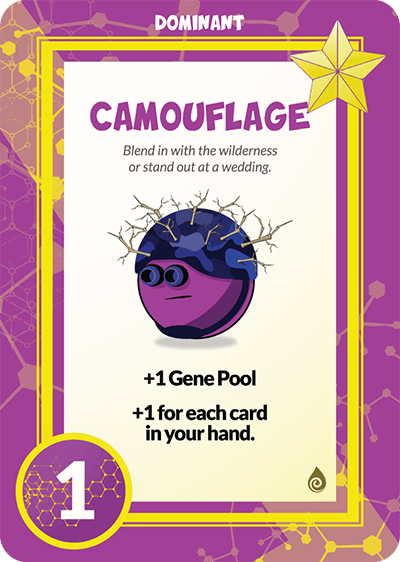 DOMINANT
CAMOUFLAGE
Blend in with the wilderness
or stand out at a wedding.
+1 Gene Pool
+1 for each card
in your hand.
1